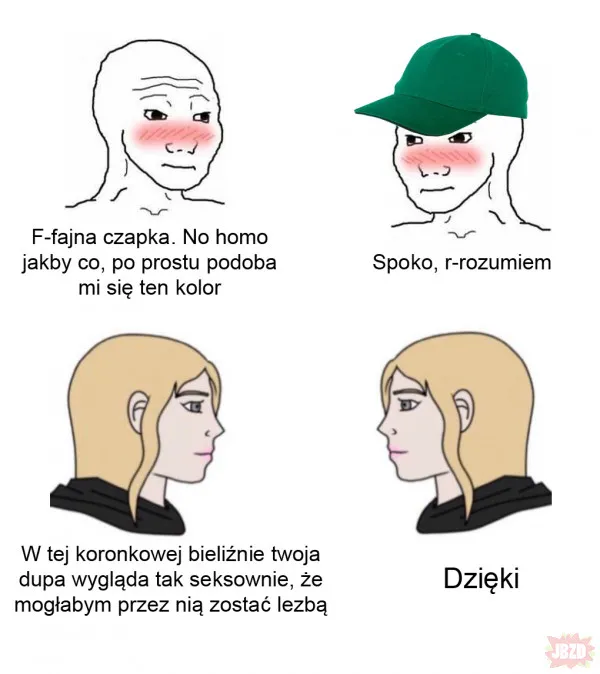 F-fajna czapka. No homo
jakby co, po prostu podoba
mi się ten kolor
Spoko, r-rozumiem
W tej koronkowej bieliźnie twoja
dupa wygląda tak seksownie, że
mogłabym przez nią zostać lezbą
Dzięki
JBZD